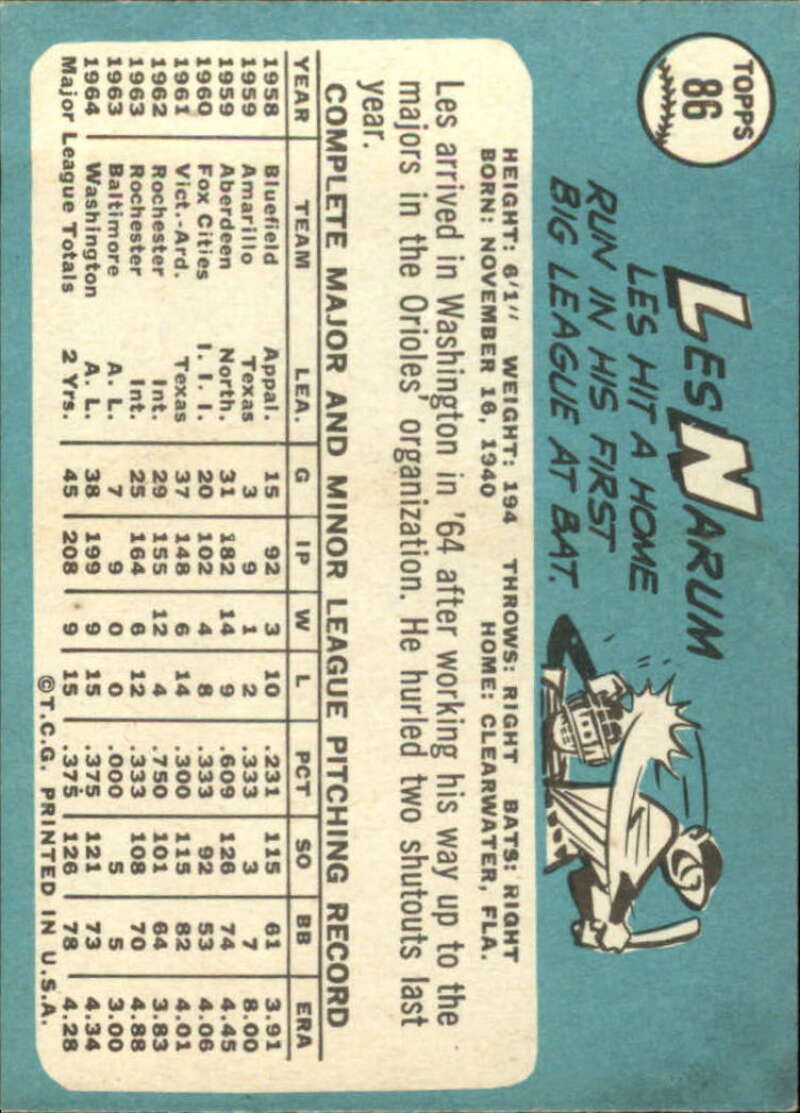 TOPPS
86
LES NARUM
LES HIT A HOME
RUN IN HIS FIRST
BIG LEAGUE AT BAT.
HEIGHT: 6'1" WEIGHT: 194 THROWS: RIGHT BATS: RIGHT
BORN: NOVEMBER 16, 1940 HOME: CLEARWATER, FLA.
Les arrived in Washington in '64 after working his way up to the
majors in the Orioles' organization. He hurled two shutouts last
year.
COMPLETE MAJOR AND MINOR LEAGUE PITCHING RECORD
YEAR TEAM LEA. G IP W L PCT SO BB ERA
1958 Bluefield Appal. 15 92 3 10 .231 115 61 3.91
1959 Amarillo Texas 3 9 1 2 .333 3 7 8.00
1959 Aberdeen North. 31 182 14 9 .609 126 74 4.45
1960 Fox Cities I. I. I. 20 102 4 8 .333 92 53 4.06
1961 Vict.-Ard. Texas 37 148 6 14 .300 115 82 4.01
1962 Rochester Int. 29 155 12 4 .750 101 64 3.83
1963 Rochester Int. 25 164 6 12 .333 108 70 4.88
1963 Baltimore A. L. 7 9 0 0 .000 5 5 3.00
1964 Washington A. L. 38 199 9 15 .375 121 73 4.34
Major League Totals 2 Yrs. 45 208 9 15 .375 126 78 4.28
©T.C.G. PRINTED IN U.S.A.